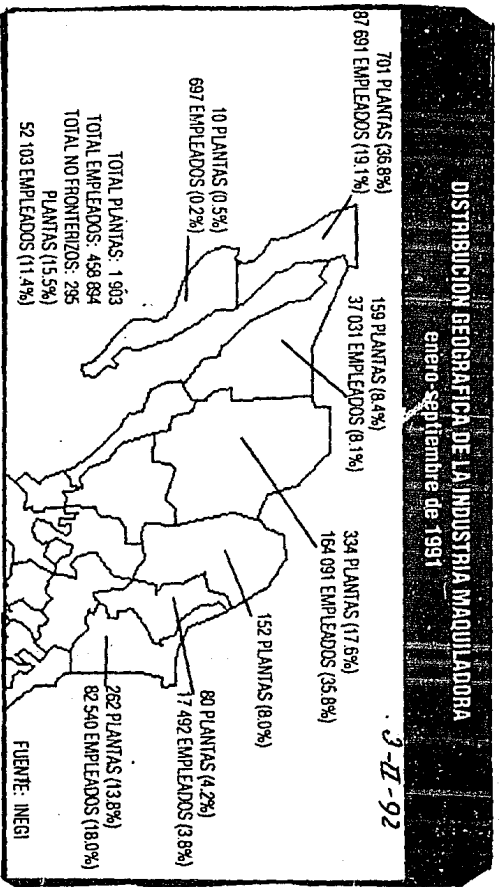 DISTRIBUCION GEOGRAFICA DE LA INDUSTRIA MAQUILADORA
enero-septiembre de 1991
3-II-92
701 PLANTAS (36.8%)
87 691 EMPLEADOS (19.1%)
159 PLANTAS (8.4%)
37 031 EMPLEADOS (8.1%)
334 PLANTAS (17.6%)
164 091 EMPLEADOS (35.8%)
10 PLANTAS (0.5%)
697 EMPLEADOS (0.2%)
152 PLANTAS (8.0%)
80 PLANTAS (4.2%)
17 492 EMPLEADOS (3.8%)
262 PLANTAS (13.8%)
82 540 EMPLEADOS (18.0%)
TOTAL PLANTAS: 1 903
TOTAL EMPLEADOS: 458 894
TOTAL NO FRONTERIZOS: 295
PLANTAS (15.5%)
52 103 EMPLEADOS (11.4%)
FUENTE: INEGI